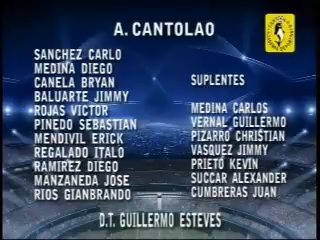 A. CANTOLAO
SANCHEZ CARLO
MEDINA DIEGO
CANELA BRYAN
BALUARTE JIMMY
ROJAS VICTOR
PINEDO SEBASTIAN
MENDIVIL ERICK
REGALADO ITALO
RAMIREZ DIEGO
MANZANEDA JOSE
RIOS GIANBRANDO
SUPLENTES
MEDINA CARLOS
VERNAL GUILLERMO
PIZARRO CHRISTIAN
VASQUEZ JIMMY
PRIETO KEVIN
SUCCAR ALEXANDER
CUMBRERAS JUAN
D.T. GUILLERMO ESTEVES